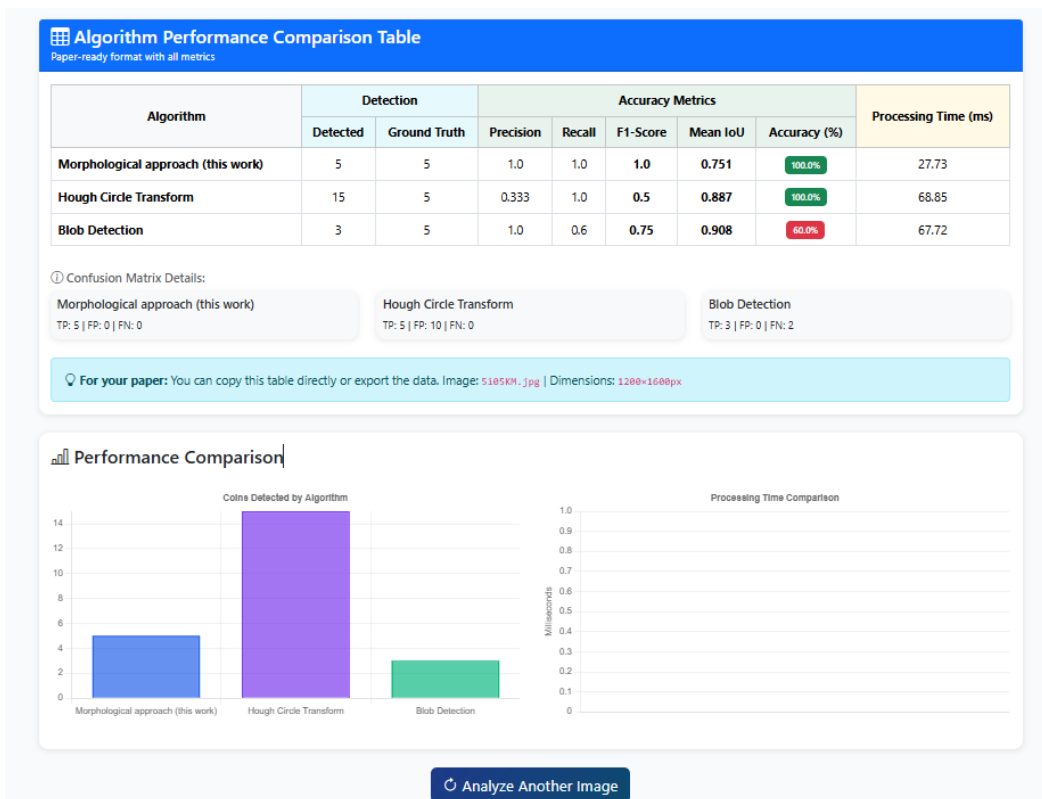 Algorithm Performance Comparison Table
Paper-ready format with all metrics
Algorithm Detection Accuracy Metrics Processing Time (ms)
Detected Ground Truth Precision Recall F1-Score Mean IoU Accuracy (%)
Morphological approach (this work) 5 5 1.0 1.0 1.0 0.751 100.0% 27.73
Hough Circle Transform 15 5 0.333 1.0 0.5 0.887 100.0% 68.85
Blob Detection 3 5 1.0 0.6 0.75 0.908 60.0% 67.72
Confusion Matrix Details:
Morphological approach (this work) Hough Circle Transform Blob Detection
TP: 5 | FP: 0 | FN: 0 TP: 5 | FP: 10 | FN: 0 TP: 3 | FP: 0 | FN: 2
For your paper: You can copy this table directly or export the data. Image: 5105KM.jpg | Dimensions: 1200×1600px
Performance Comparison
Coins Detected by Algorithm
14
12
10
8
6
4
2
0
Morphological approach (this work) Hough Circle Transform Blob Detection
Processing Time Comparison
Milliseconds
1.0
0.9
0.8
0.7
0.6
0.5
0.4
0.3
0.2
0.1
0
Analyze Another Image